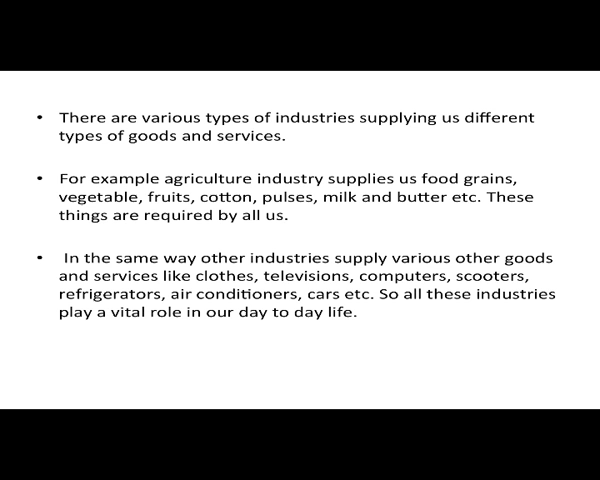 • There are various types of industries supplying us different
types of goods and services.
• For example agriculture industry supplies us food grains,
vegetable, fruits, cotton, pulses, milk and butter etc. These
things are required by all us.
• In the same way other industries supply various other goods
and services like clothes, televisions, computers, scooters,
refrigerators, air conditioners, cars etc. So all these industries
play a vital role in our day to day life.